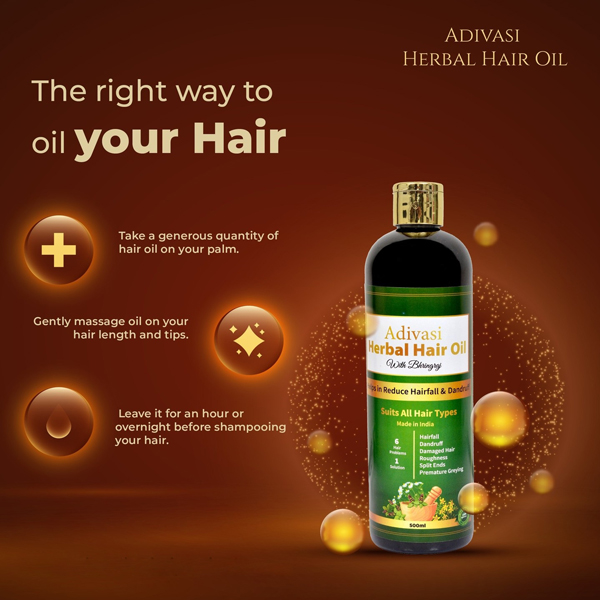 ADIVASI
HERBAL HAIR OIL
The right way to
oil your Hair
Take a generous quantity of
hair oil on your palm.
Gently massage oil on your
hair length and tips.
Leave it for an hour or
overnight before shampooing
your hair.
Adivasi
Herbal Hair Oil
With Bhringraj
in Reduce Hairfall & Dandruff
Suits All Hair Types
Made in India
6
Hair
Problems
1
Solution
Hairfall
Dandruff
Damaged Hair
Roughness
Split Ends
Premature Greying
500ml